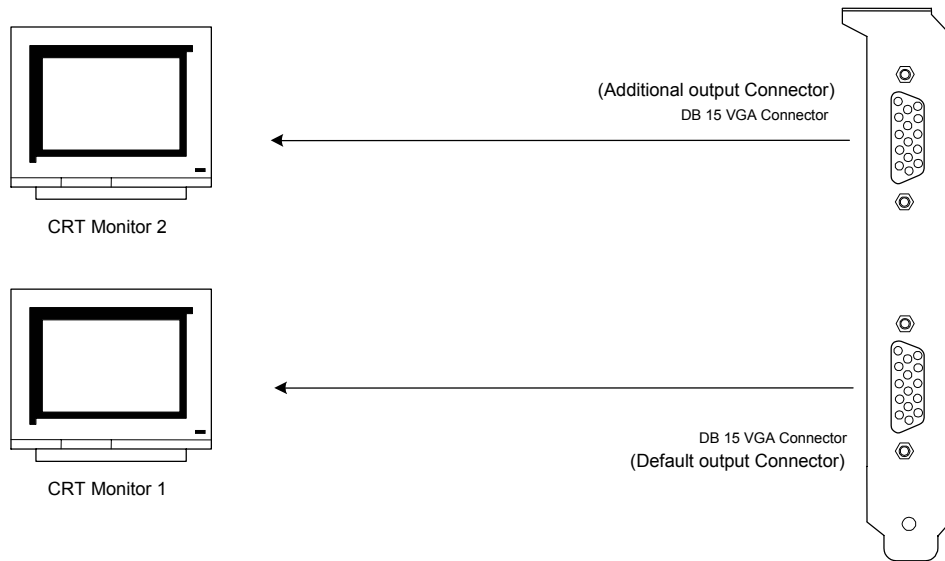 (Additional output Connector)
DB 15 VGA Connector
CRT Monitor 2
DB 15 VGA Connector
(Default output Connector)
CRT Monitor 1